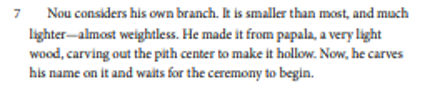 7 Nou considers his own branch. It is smaller than most, and much
lighter—almost weightless. He made it from papala, a very light
wood, carving out the pith center to make it hollow. Now, he carves
his name on it and waits for the ceremony to begin.